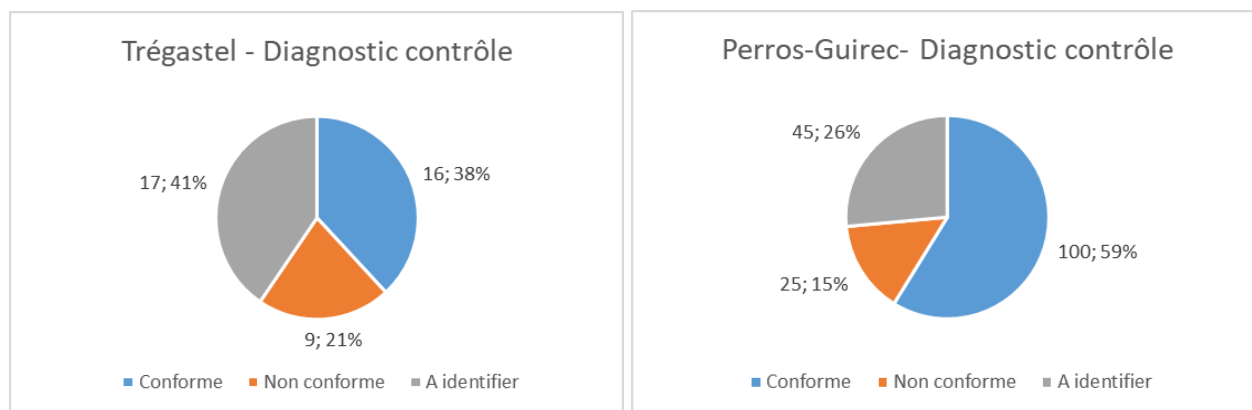 Trégastel - Diagnostic contrôle
17; 41%
16; 38%
9; 21%
Conforme Non conforme A identifier
Perros-Guirec- Diagnostic contrôle
45; 26%
100; 59%
25; 15%
Conforme Non conforme A identifier